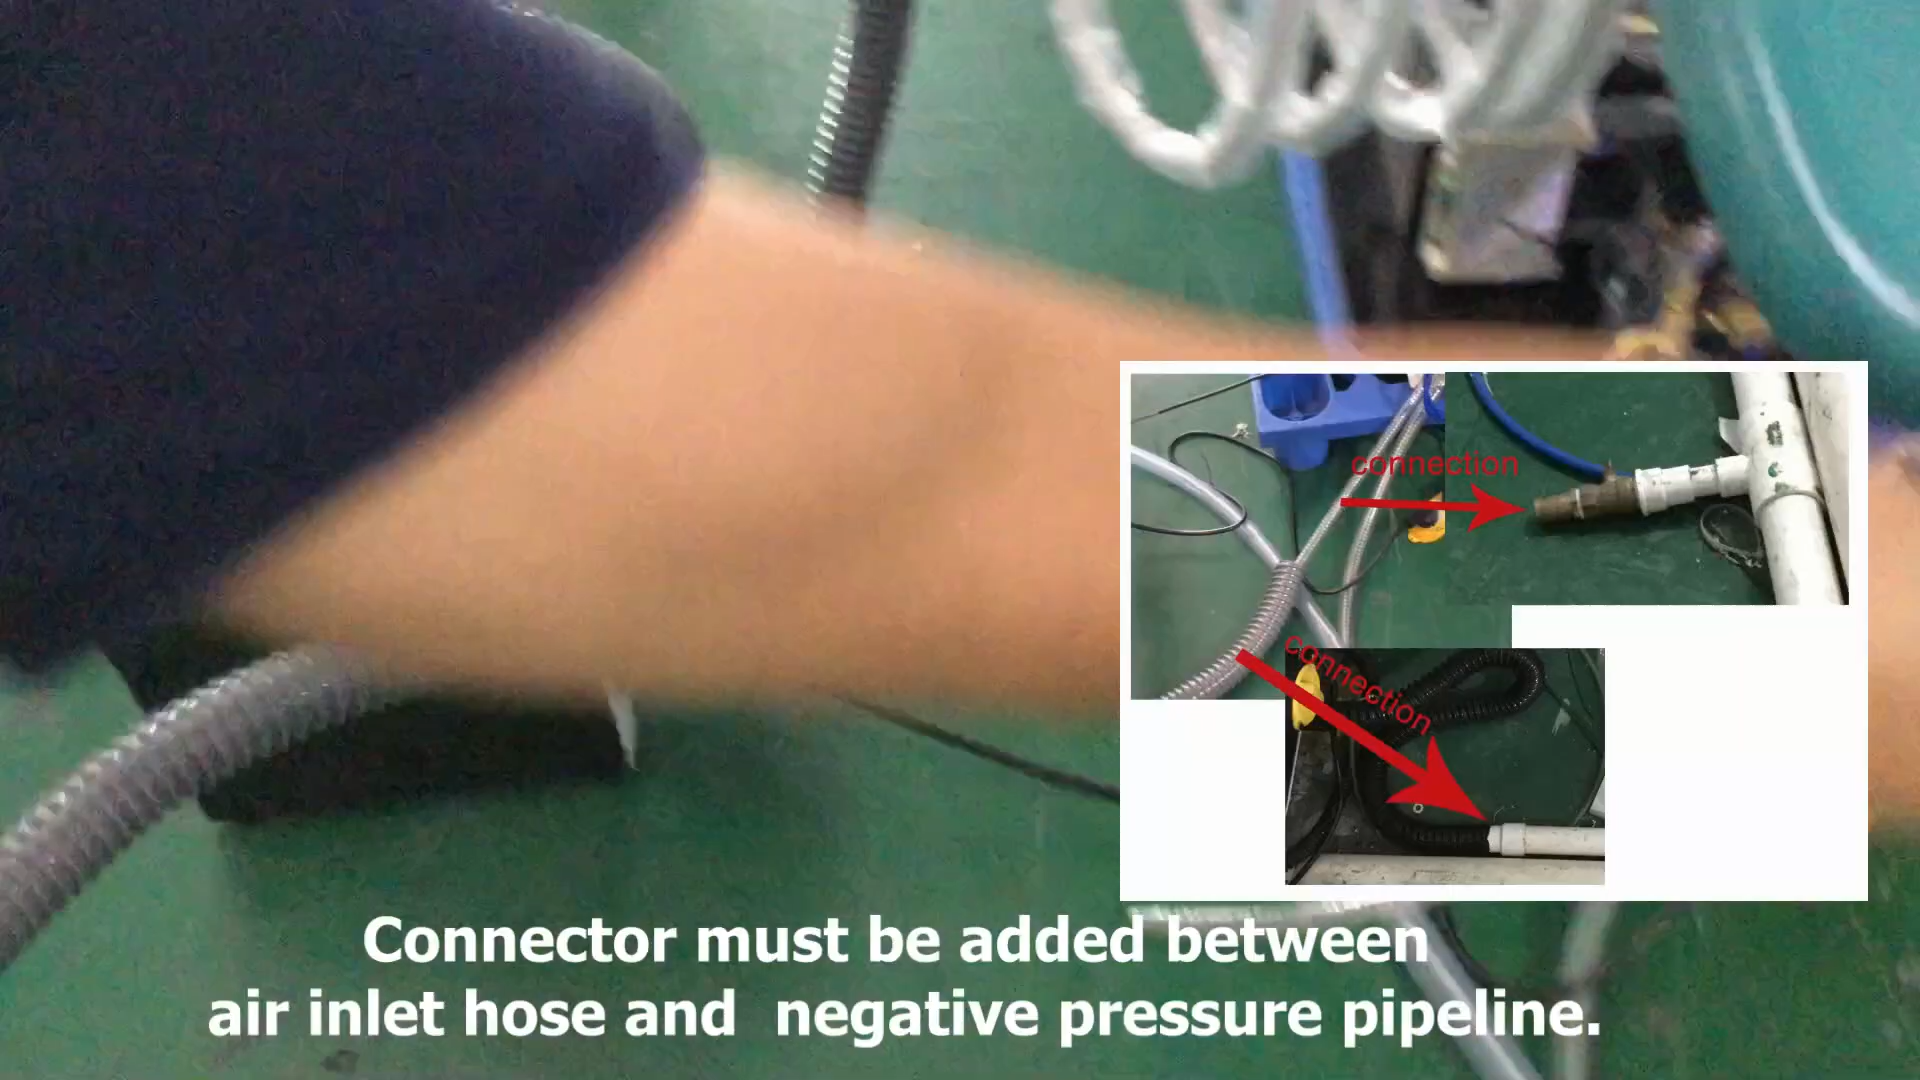 connection
connection
Connector must be added between
air inlet hose and  negative pressure pipeline.